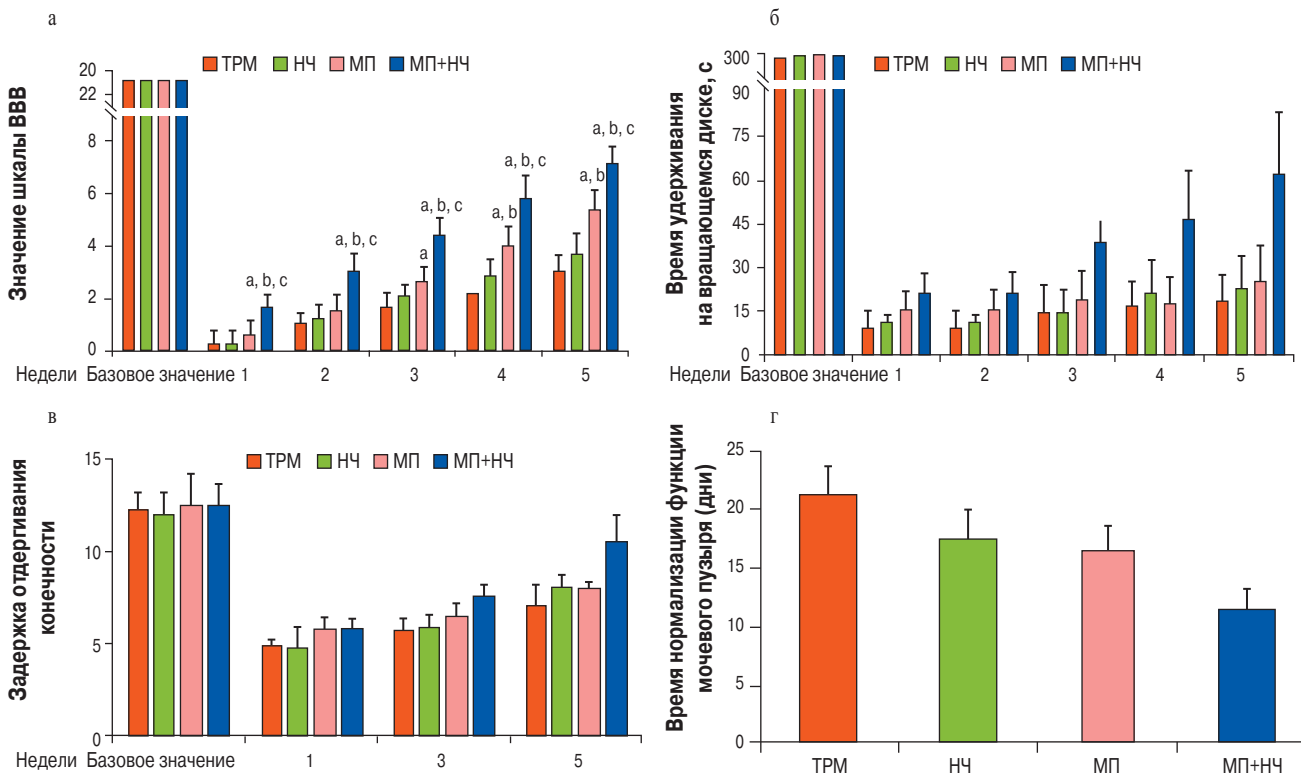 а
ТРМ НЧ МП МП+НЧ
Значение шкалы BBB
20
22
8
6
4
2
0
a, b, c
a, b, c
a
a, b, c
a, b
a, b, c
a, b
a, b, c
Недели Базовое значение 1 2 3 4 5
б
ТРМ НЧ МП МП+НЧ
Время удерживания
на вращающемся диске, с
300
90
75
60
45
30
15
0
Недели Базовое значение 1 2 3 4 5
в
ТРМ НЧ МП МП+НЧ
Задержка отдергивания
конечности
15
10
5
0
Недели Базовое значение 1 3 5
г
Время нормализации функции
мочевого пузыря (дни)
25
20
15
10
5
0
ТРМ НЧ МП МП+НЧ